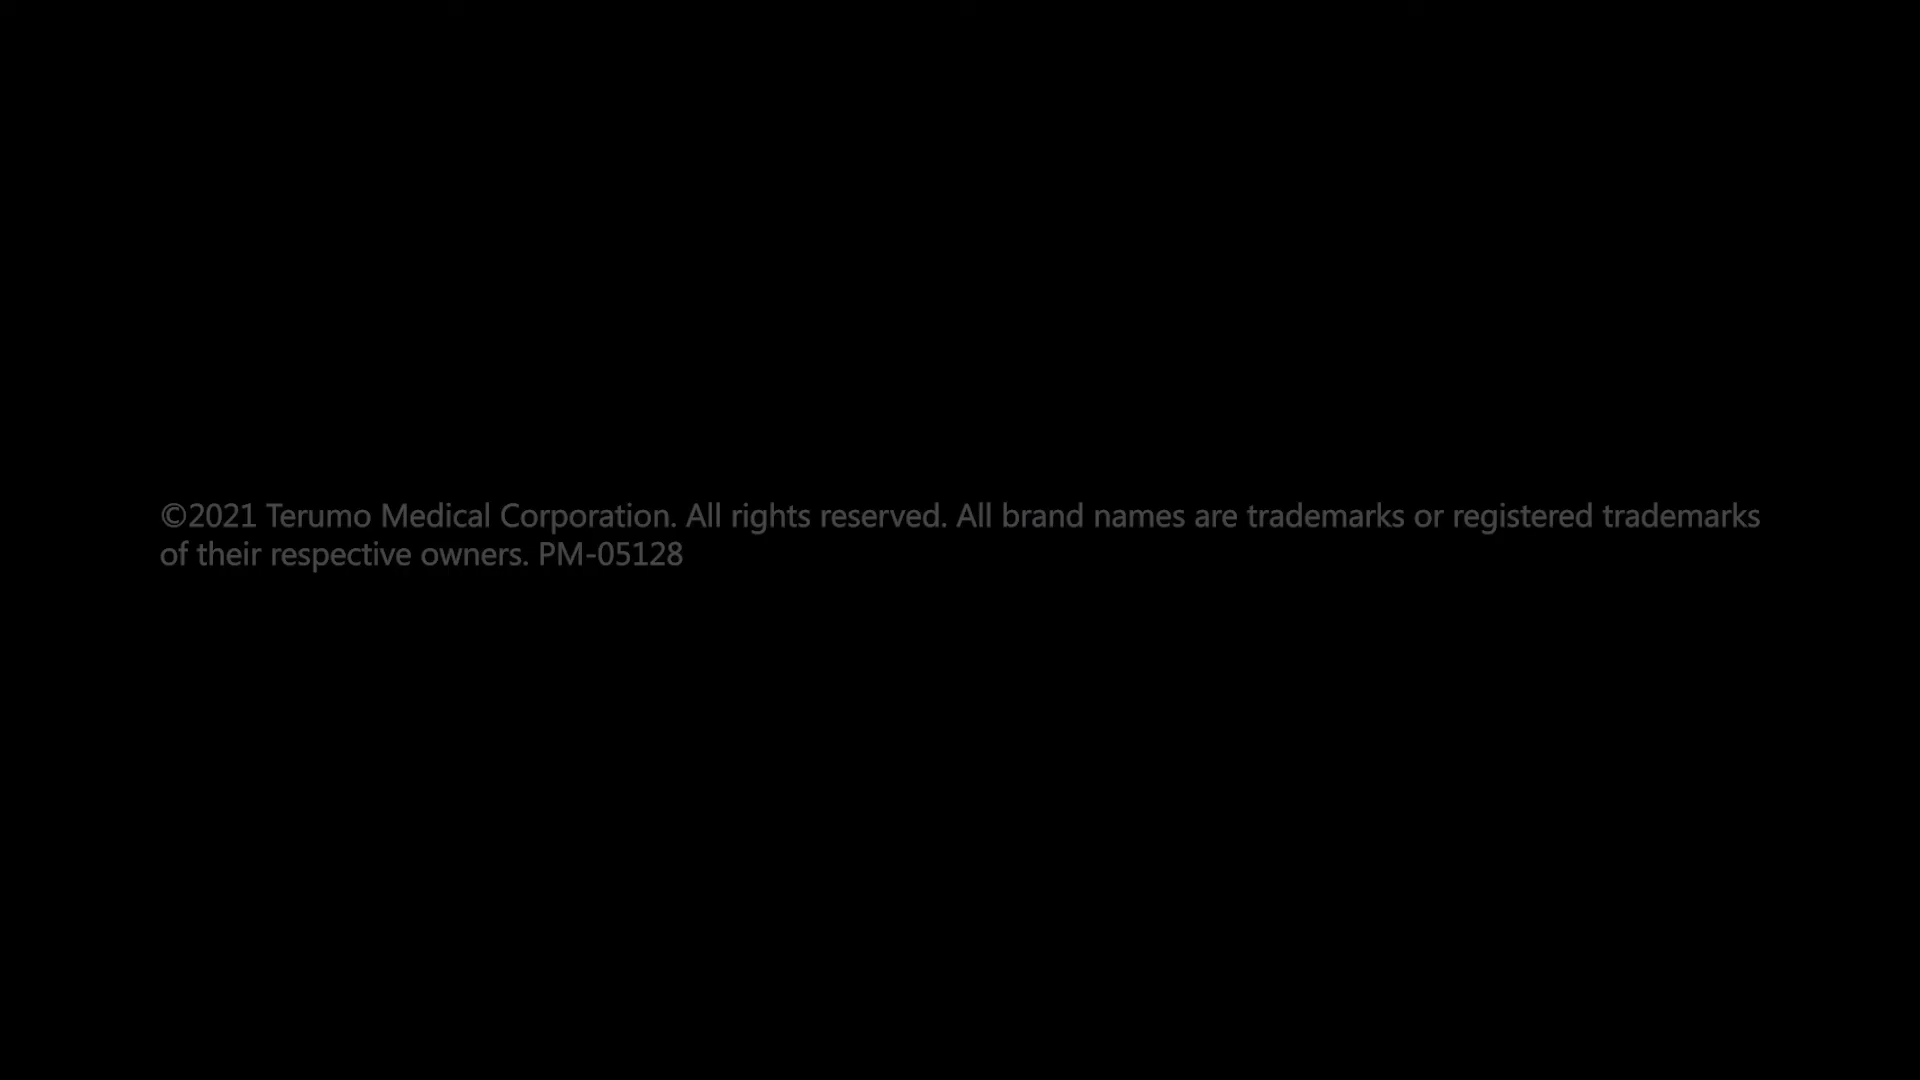 ©2021 Terumo Medical Corporation. All rights reserved. All brand names are trademarks or registered trademarks
of their respective owners. PM-05128